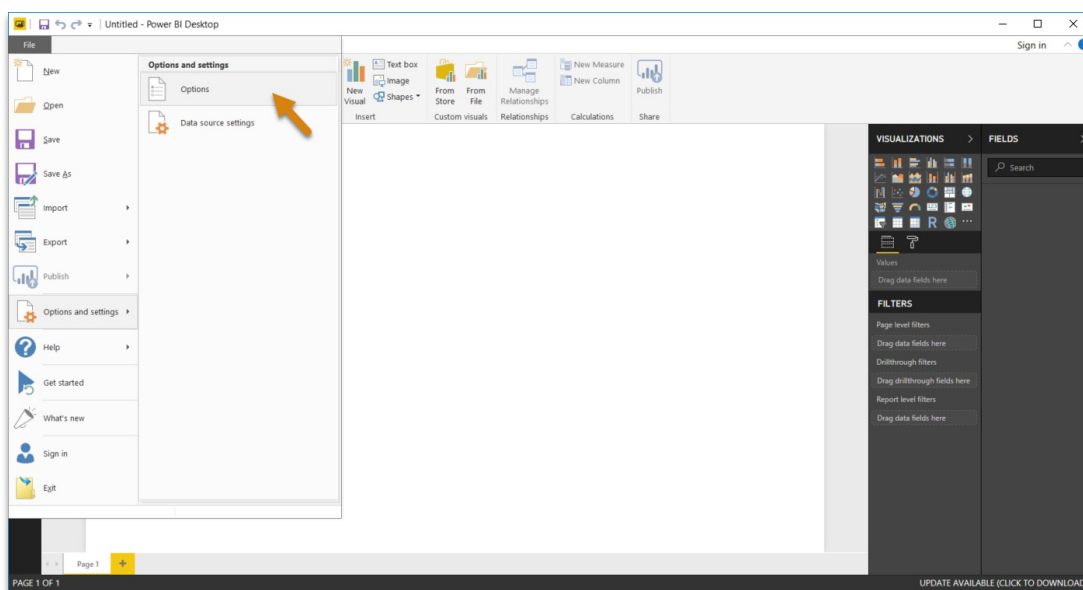 Untitled - Power BI Desktop
File
Sign in
New
Open
Save
Save As
Import
Export
Publish
Options and settings
Help
Get started
What's new
Sign in
Exit
Options and settings
Options
Data source settings
New Visual
Text box
Image
Shapes
Insert
From Store
From File
Custom visuals
Manage Relationships
Relationships
New Measure
New Column
Calculations
Publish
Share
VISUALIZATIONS
R
Values
Drag data fields here
FILTERS
Page level filters
Drag data fields here
Drillthrough filters
Drag drillthrough fields here
Report level filters
Drag data fields here
FIELDS
Search
Page 1
PAGE 1 OF 1
UPDATE AVAILABLE (CLICK TO DOWNLOAD